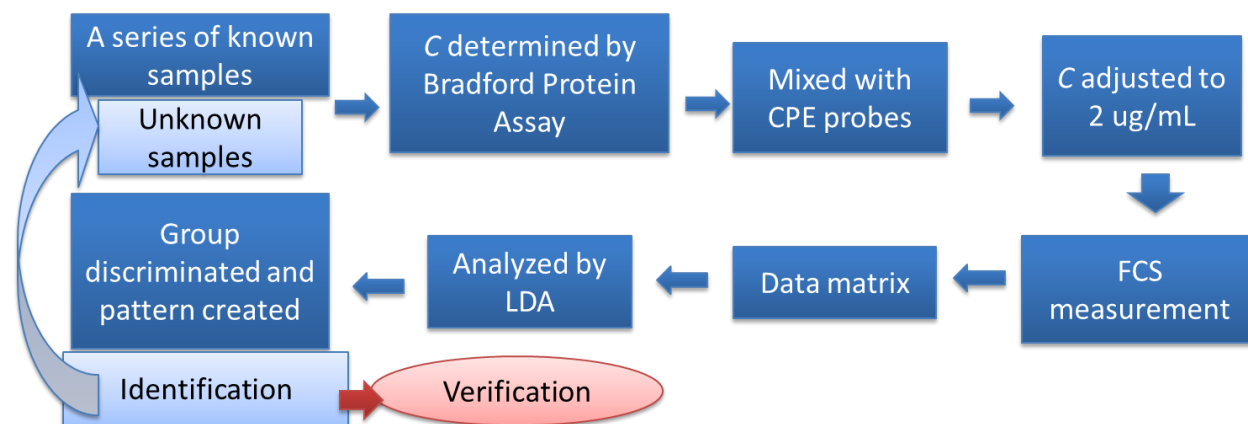 A series of known
samples
Unknown
samples
C determined by
Bradford Protein
Assay
Mixed with
CPE probes
C adjusted to
2 ug/mL
FCS
measurement
Data matrix
Analyzed by
LDA
Group
discriminated and
pattern created
Identification
Verification